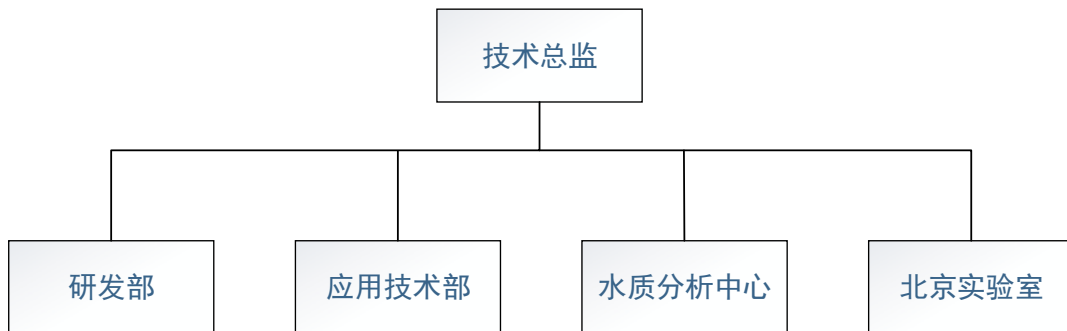 技术总监
研发部
应用技术部
水质分析中心
北京实验室